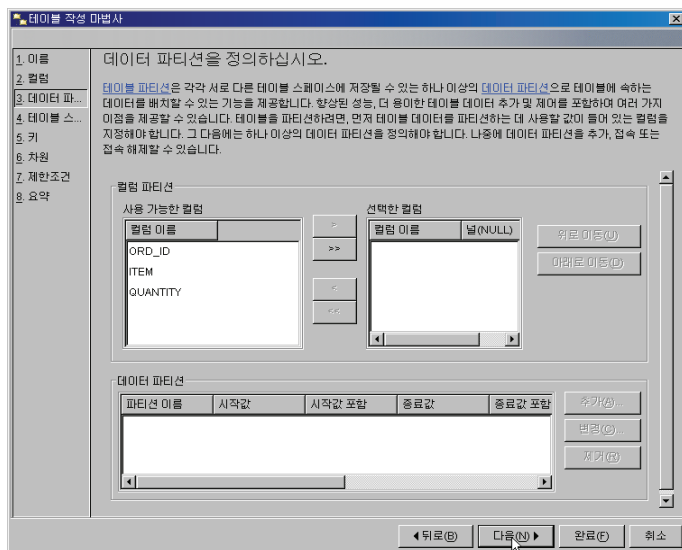 테이블 작성 마법사
1. 이름
2. 컬럼
3. 데이터 파...
4. 테이블 스...
5. 키
6. 차원
7. 제한조건
8. 요약
데이터 파티션을 정의하십시오.
테이블 파티션은 각각 서로 다른 테이블 스페이스에 저장될 수 있는 하나 이상의 데이터 파티션으로 테이블에 속하는
데이터를 배치할 수 있는 기능을 제공합니다. 향상된 성능, 더 용이한 테이블 데이터 추가 및 제어를 포함하여 여러 가지
이점을 제공할 수 있습니다. 테이블을 파티션하려면, 먼저 테이블 데이터를 파티션하는 데 사용할 값이 들어 있는 컬럼을
지정해야 합니다. 그 다음에는 하나 이상의 데이터 파티션을 정의해야 합니다. 나중에 데이터 파티션을 추가, 접속 또는
접속 해제할 수 있습니다.
컬럼 파티션
사용 가능한 컬럼
컬럼 이름
ORD_ID
ITEM
QUANTITY
>
>>
<
<<
선택한 컬럼
컬럼 이름 널(NULL)
위로 이동(U)
아래로 이동(D)
데이터 파티션
파티션 이름 시작값 시작값 포함 종료값 종료값 포함
추가(A)...
변경(C)...
제거(R)
뒤로(B) 다음(N) 완료(F) 취소